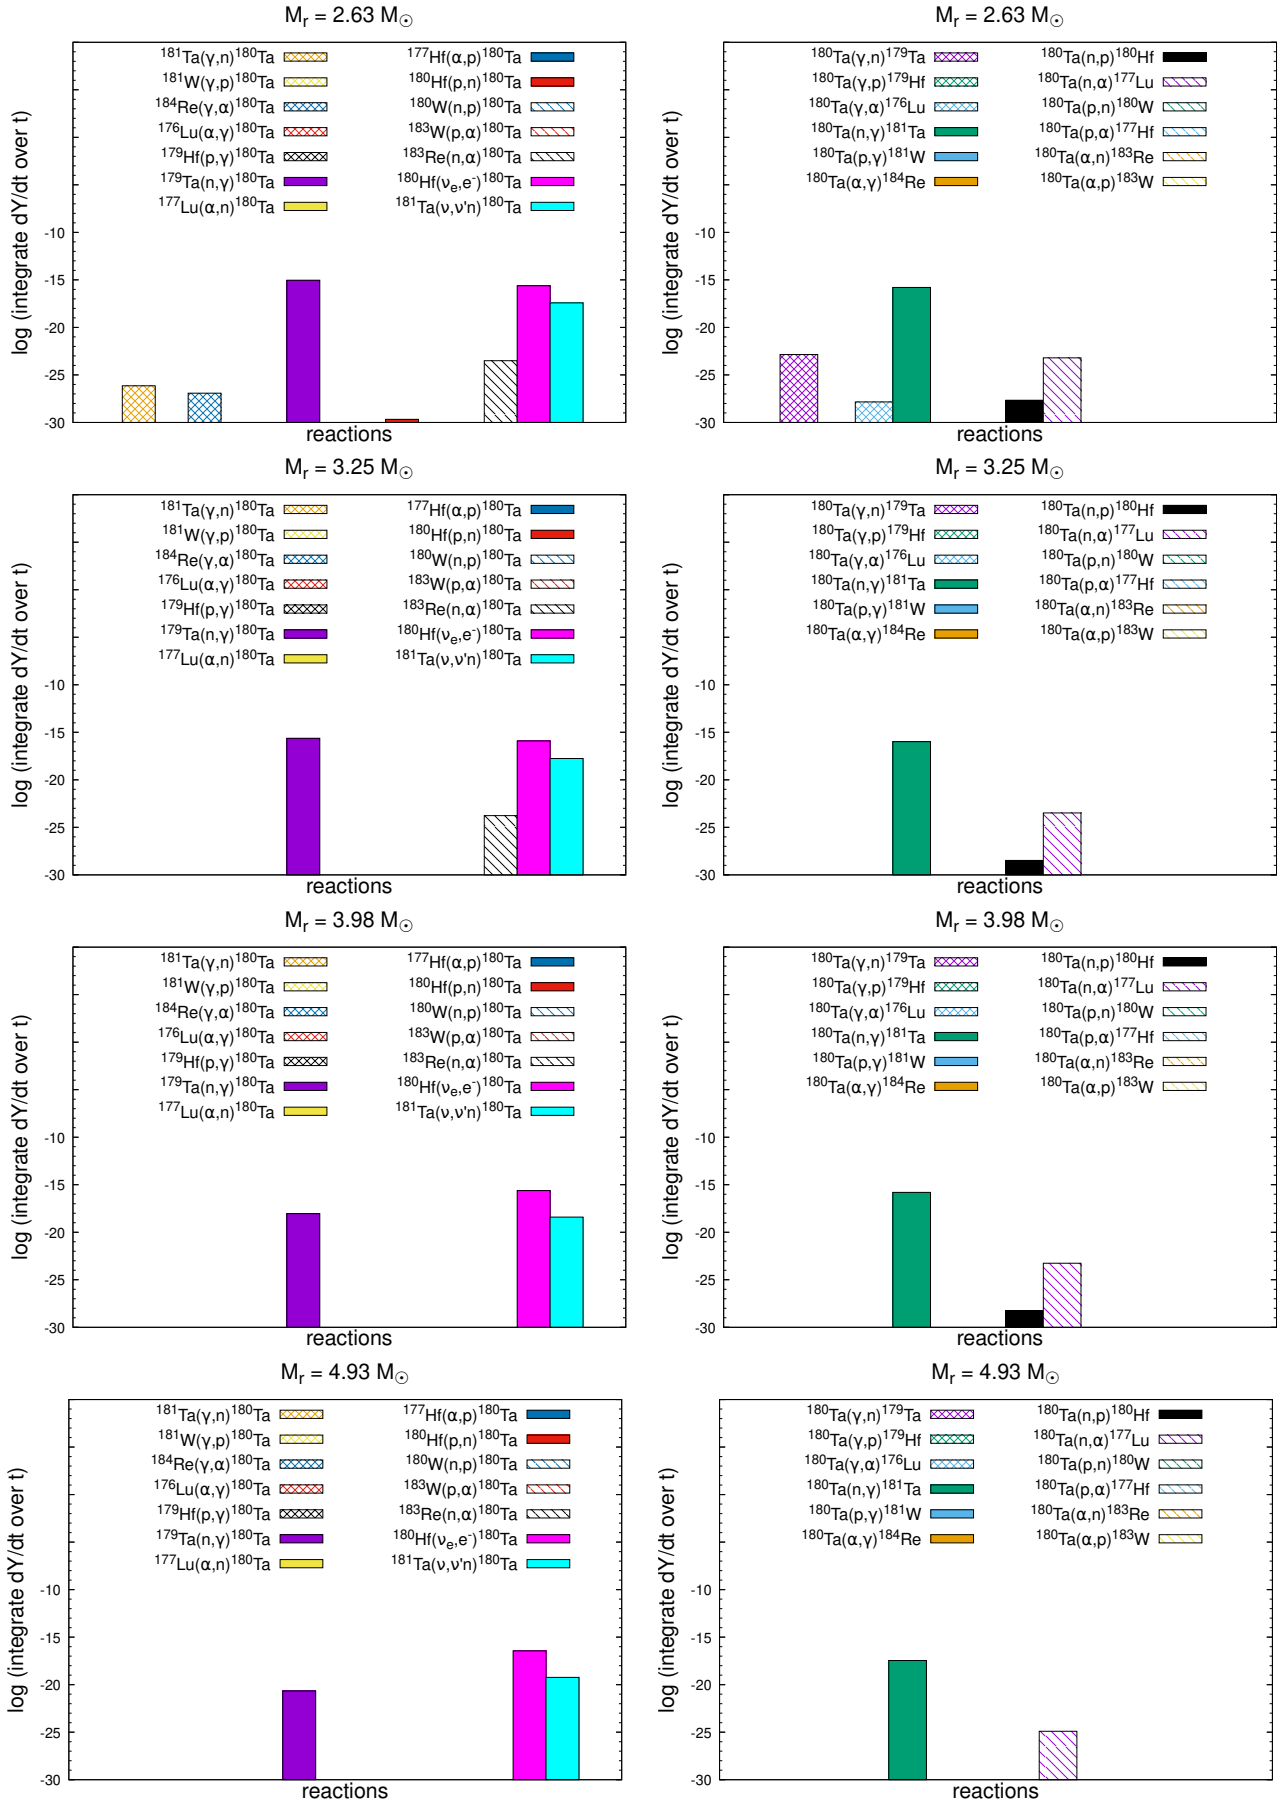 Mᵣ = 2.63 M☉
¹⁸¹Ta(γ,n)¹⁸⁰Ta
¹⁸¹W(γ,p)¹⁸⁰Ta
¹⁸⁴Re(γ,α)¹⁸⁰Ta
¹⁷⁶Lu(α,γ)¹⁸⁰Ta
¹⁷⁹Hf(p,γ)¹⁸⁰Ta
¹⁷⁹Ta(n,γ)¹⁸⁰Ta
¹⁷⁷Lu(α,n)¹⁸⁰Ta
¹⁷⁷Hf(α,p)¹⁸⁰Ta
¹⁸⁰Hf(p,n)¹⁸⁰Ta
¹⁸⁰W(n,p)¹⁸⁰Ta
¹⁸³W(p,α)¹⁸⁰Ta
¹⁸³Re(n,α)¹⁸⁰Ta
¹⁸⁰Hf(νₑ,e⁻)¹⁸⁰Ta
¹⁸¹Ta(ν,ν'n)¹⁸⁰Ta
log (integrate dY/dt over t)
-10
-15
-20
-25
-30
reactions
Mᵣ = 2.63 M☉
¹⁸⁰Ta(γ,n)¹⁷⁹Ta
¹⁸⁰Ta(γ,p)¹⁷⁹Hf
¹⁸⁰Ta(γ,α)¹⁷⁶Lu
¹⁸⁰Ta(n,γ)¹⁸¹Ta
¹⁸⁰Ta(p,γ)¹⁸¹W
¹⁸⁰Ta(α,γ)¹⁸⁴Re
¹⁸⁰Ta(n,p)¹⁸⁰Hf
¹⁸⁰Ta(n,α)¹⁷⁷Lu
¹⁸⁰Ta(p,n)¹⁸⁰W
¹⁸⁰Ta(p,α)¹⁷⁷Hf
¹⁸⁰Ta(α,n)¹⁸³Re
¹⁸⁰Ta(α,p)¹⁸³W
log (integrate dY/dt over t)
-10
-15
-20
-25
-30
reactions
Mᵣ = 3.25 M☉
¹⁸¹Ta(γ,n)¹⁸⁰Ta
¹⁸¹W(γ,p)¹⁸⁰Ta
¹⁸⁴Re(γ,α)¹⁸⁰Ta
¹⁷⁶Lu(α,γ)¹⁸⁰Ta
¹⁷⁹Hf(p,γ)¹⁸⁰Ta
¹⁷⁹Ta(n,γ)¹⁸⁰Ta
¹⁷⁷Lu(α,n)¹⁸⁰Ta
¹⁷⁷Hf(α,p)¹⁸⁰Ta
¹⁸⁰Hf(p,n)¹⁸⁰Ta
¹⁸⁰W(n,p)¹⁸⁰Ta
¹⁸³W(p,α)¹⁸⁰Ta
¹⁸³Re(n,α)¹⁸⁰Ta
¹⁸⁰Hf(νₑ,e⁻)¹⁸⁰Ta
¹⁸¹Ta(ν,ν'n)¹⁸⁰Ta
log (integrate dY/dt over t)
-10
-15
-20
-25
-30
reactions
Mᵣ = 3.25 M☉
¹⁸⁰Ta(γ,n)¹⁷⁹Ta
¹⁸⁰Ta(γ,p)¹⁷⁹Hf
¹⁸⁰Ta(γ,α)¹⁷⁶Lu
¹⁸⁰Ta(n,γ)¹⁸¹Ta
¹⁸⁰Ta(p,γ)¹⁸¹W
¹⁸⁰Ta(α,γ)¹⁸⁴Re
¹⁸⁰Ta(n,p)¹⁸⁰Hf
¹⁸⁰Ta(n,α)¹⁷⁷Lu
¹⁸⁰Ta(p,n)¹⁸⁰W
¹⁸⁰Ta(p,α)¹⁷⁷Hf
¹⁸⁰Ta(α,n)¹⁸³Re
¹⁸⁰Ta(α,p)¹⁸³W
log (integrate dY/dt over t)
-10
-15
-20
-25
-30
reactions
Mᵣ = 3.98 M☉
¹⁸¹Ta(γ,n)¹⁸⁰Ta
¹⁸¹W(γ,p)¹⁸⁰Ta
¹⁸⁴Re(γ,α)¹⁸⁰Ta
¹⁷⁶Lu(α,γ)¹⁸⁰Ta
¹⁷⁹Hf(p,γ)¹⁸⁰Ta
¹⁷⁹Ta(n,γ)¹⁸⁰Ta
¹⁷⁷Lu(α,n)¹⁸⁰Ta
¹⁷⁷Hf(α,p)¹⁸⁰Ta
¹⁸⁰Hf(p,n)¹⁸⁰Ta
¹⁸⁰W(n,p)¹⁸⁰Ta
¹⁸³W(p,α)¹⁸⁰Ta
¹⁸³Re(n,α)¹⁸⁰Ta
¹⁸⁰Hf(νₑ,e⁻)¹⁸⁰Ta
¹⁸¹Ta(ν,ν'n)¹⁸⁰Ta
log (integrate dY/dt over t)
-10
-15
-20
-25
-30
reactions
Mᵣ = 3.98 M☉
¹⁸⁰Ta(γ,n)¹⁷⁹Ta
¹⁸⁰Ta(γ,p)¹⁷⁹Hf
¹⁸⁰Ta(γ,α)¹⁷⁶Lu
¹⁸⁰Ta(n,γ)¹⁸¹Ta
¹⁸⁰Ta(p,γ)¹⁸¹W
¹⁸⁰Ta(α,γ)¹⁸⁴Re
¹⁸⁰Ta(n,p)¹⁸⁰Hf
¹⁸⁰Ta(n,α)¹⁷⁷Lu
¹⁸⁰Ta(p,n)¹⁸⁰W
¹⁸⁰Ta(p,α)¹⁷⁷Hf
¹⁸⁰Ta(α,n)¹⁸³Re
¹⁸⁰Ta(α,p)¹⁸³W
log (integrate dY/dt over t)
-10
-15
-20
-25
-30
reactions
Mᵣ = 4.93 M☉
¹⁸¹Ta(γ,n)¹⁸⁰Ta
¹⁸¹W(γ,p)¹⁸⁰Ta
¹⁸⁴Re(γ,α)¹⁸⁰Ta
¹⁷⁶Lu(α,γ)¹⁸⁰Ta
¹⁷⁹Hf(p,γ)¹⁸⁰Ta
¹⁷⁹Ta(n,γ)¹⁸⁰Ta
¹⁷⁷Lu(α,n)¹⁸⁰Ta
¹⁷⁷Hf(α,p)¹⁸⁰Ta
¹⁸⁰Hf(p,n)¹⁸⁰Ta
¹⁸⁰W(n,p)¹⁸⁰Ta
¹⁸³W(p,α)¹⁸⁰Ta
¹⁸³Re(n,α)¹⁸⁰Ta
¹⁸⁰Hf(νₑ,e⁻)¹⁸⁰Ta
¹⁸¹Ta(ν,ν'n)¹⁸⁰Ta
log (integrate dY/dt over t)
-10
-15
-20
-25
-30
reactions
Mᵣ = 4.93 M☉
¹⁸⁰Ta(γ,n)¹⁷⁹Ta
¹⁸⁰Ta(γ,p)¹⁷⁹Hf
¹⁸⁰Ta(γ,α)¹⁷⁶Lu
¹⁸⁰Ta(n,γ)¹⁸¹Ta
¹⁸⁰Ta(p,γ)¹⁸¹W
¹⁸⁰Ta(α,γ)¹⁸⁴Re
¹⁸⁰Ta(n,p)¹⁸⁰Hf
¹⁸⁰Ta(n,α)¹⁷⁷Lu
¹⁸⁰Ta(p,n)¹⁸⁰W
¹⁸⁰Ta(p,α)¹⁷⁷Hf
¹⁸⁰Ta(α,n)¹⁸³Re
¹⁸⁰Ta(α,p)¹⁸³W
log (integrate dY/dt over t)
-10
-15
-20
-25
-30
reactions